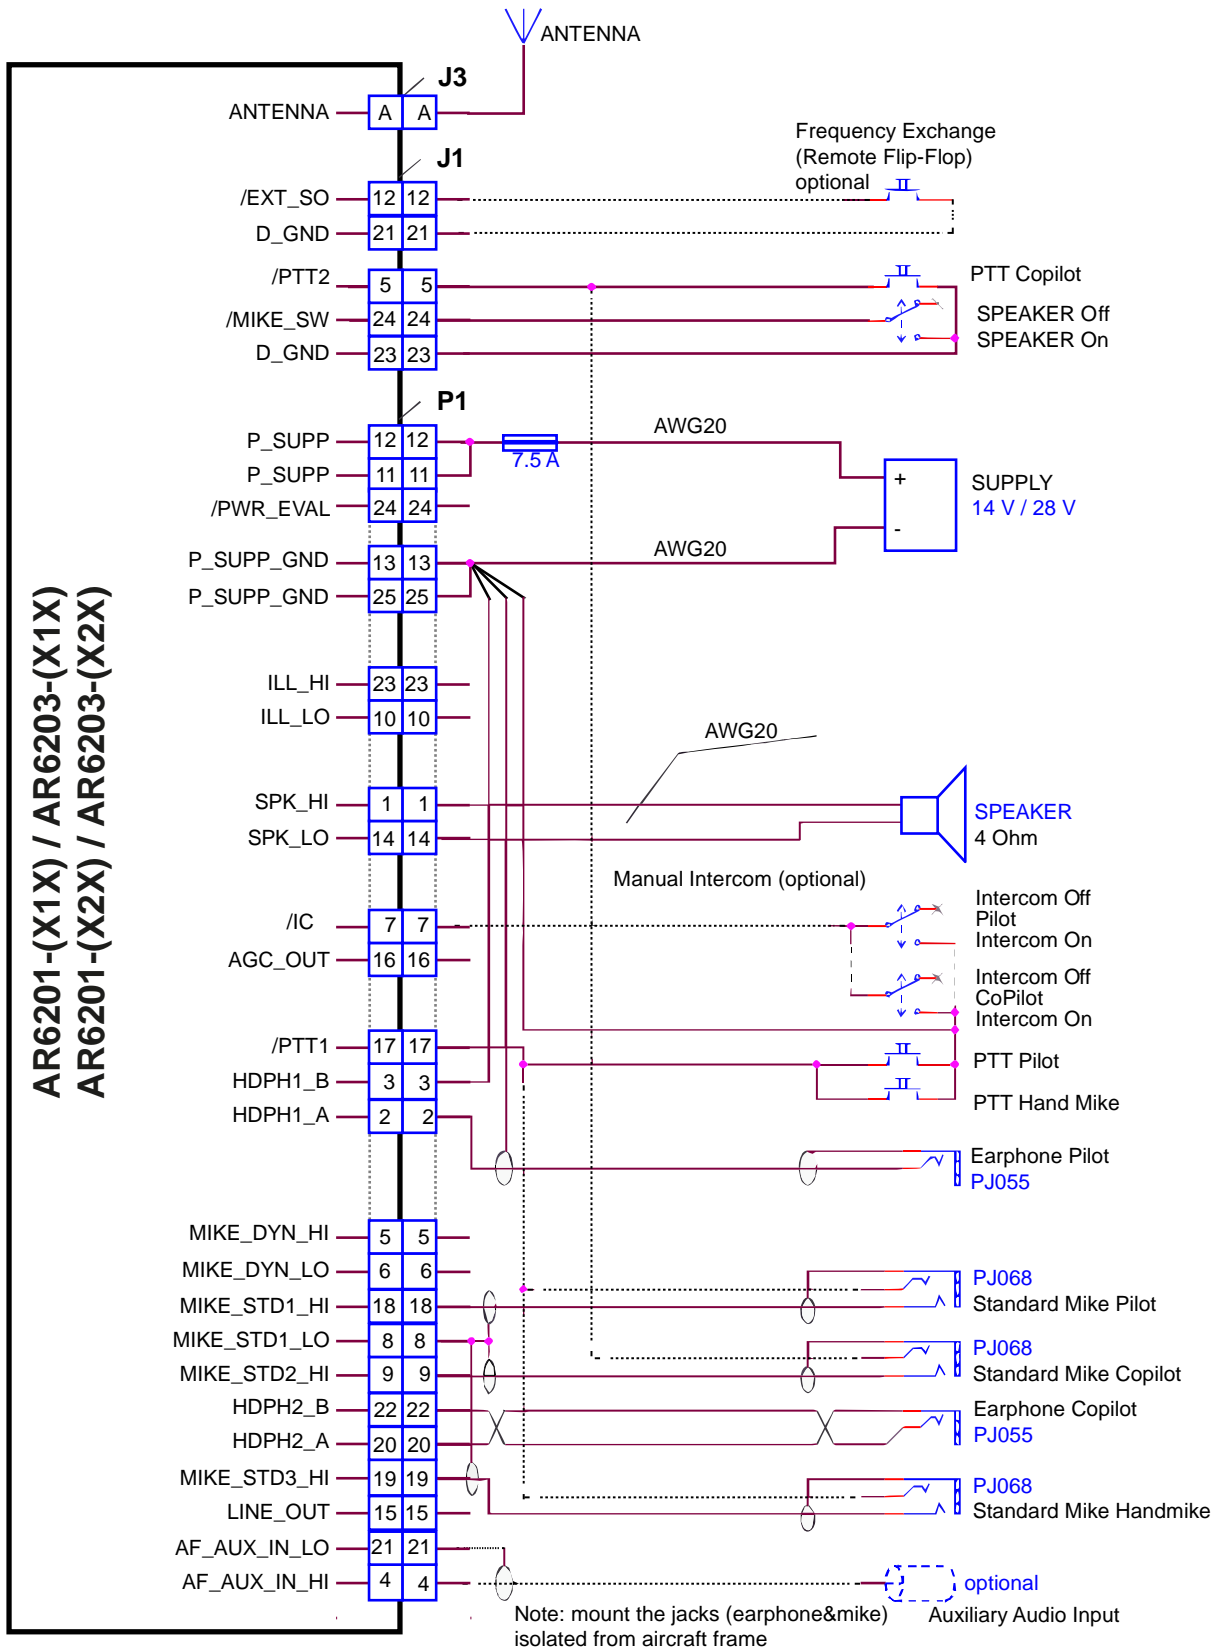 ANTENNA
J3
ANTENNA A A
Frequency Exchange
(Remote Flip-Flop)
optional
J1
/EXT_SO 12 12
D_GND 21 21
/PTT2 5 5
PTT Copilot
/MIKE_SW 24 24
SPEAKER Off
SPEAKER On
D_GND 23 23
P1
P_SUPP 12 12
AWG20
7.5 A
P_SUPP 11 11
+
SUPPLY
14 V / 28 V
/PWR_EVAL 24 24
-
P_SUPP_GND 13 13
AWG20
P_SUPP_GND 25 25
AR6201-(X1X) / AR6203-(X1X)
AR6201-(X2X) / AR6203-(X2X)
ILL_HI 23 23
ILL_LO 10 10
AWG20
SPK_HI 1 1
SPEAKER
4 Ohm
SPK_LO 14 14
Manual Intercom (optional)
Intercom Off
Pilot
Intercom On
/IC 7 7
AGC_OUT 16 16
Intercom Off
CoPilot
Intercom On
/PTT1 17 17
PTT Pilot
HDPH1_B 3 3
PTT Hand Mike
HDPH1_A 2 2
Earphone Pilot
PJ055
MIKE_DYN_HI 5 5
MIKE_DYN_LO 6 6
PJ068
MIKE_STD1_HI 18 18
Standard Mike Pilot
MIKE_STD1_LO 8 8
PJ068
MIKE_STD2_HI 9 9
Standard Mike Copilot
HDPH2_B 22 22
Earphone Copilot
PJ055
HDPH2_A 20 20
MIKE_STD3_HI 19 19
PJ068
LINE_OUT 15 15
Standard Mike Handmike
AF_AUX_IN_LO 21 21
AF_AUX_IN_HI 4 4
optional
Auxiliary Audio Input
Note: mount the jacks (earphone&mike)
isolated from aircraft frame